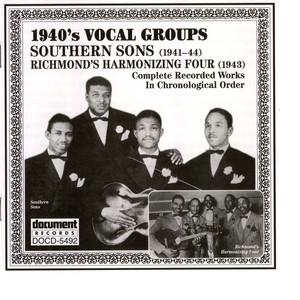 1940's VOCAL GROUPS
SOUTHERN SONS (1941-44)
RICHMOND'S HARMONIZING FOUR (1943)
Complete Recorded Works
In Chronological Order
Southern
Sons
document
RECORDS
DOCD-5492
Richmond's
Harmonizing Four